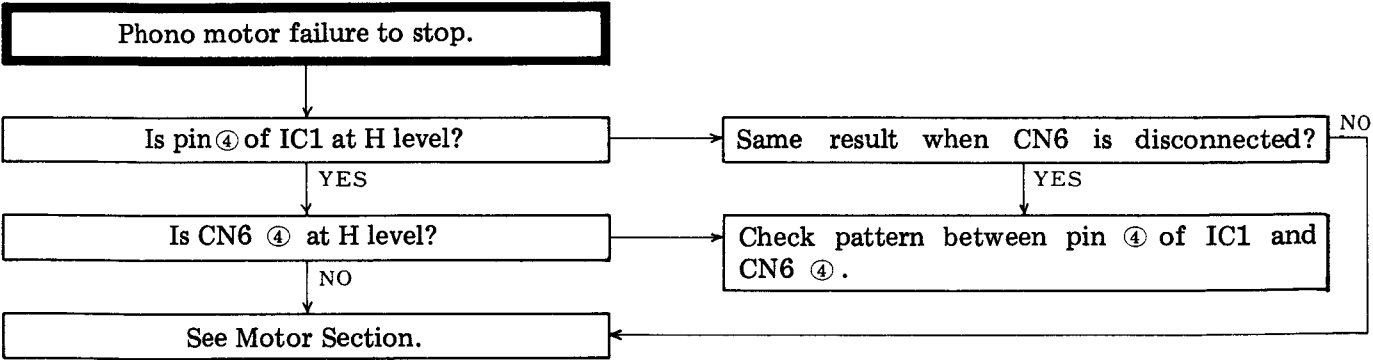 Phono motor failure to stop.
Is pin ④ of IC1 at H level?
Same result when CN6 is disconnected?
NO
YES
YES
Is CN6 ④ at H level?
Check pattern between pin ④ of IC1 and
CN6 ④.
NO
See Motor Section.